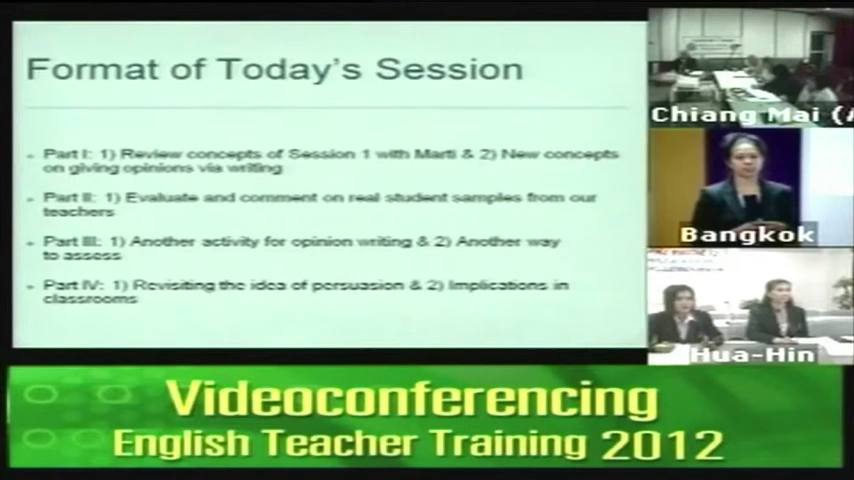 Format of Today's Session
Part I: 1) Review concepts of Session 1 with Marti & 2) New concepts
on giving opinions via writing
Part II: 1) Evaluate and comment on real student samples from our
teachers
Part III: 1) Another activity for opinion writing & 2) Another way
to assess
Part IV: 1) Revisiting the idea of persuasion & 2) Implications in
classrooms
Chiang Mai (A
Bangkok
Hua-Hin
Videoconferencing
English Teacher Training 2012